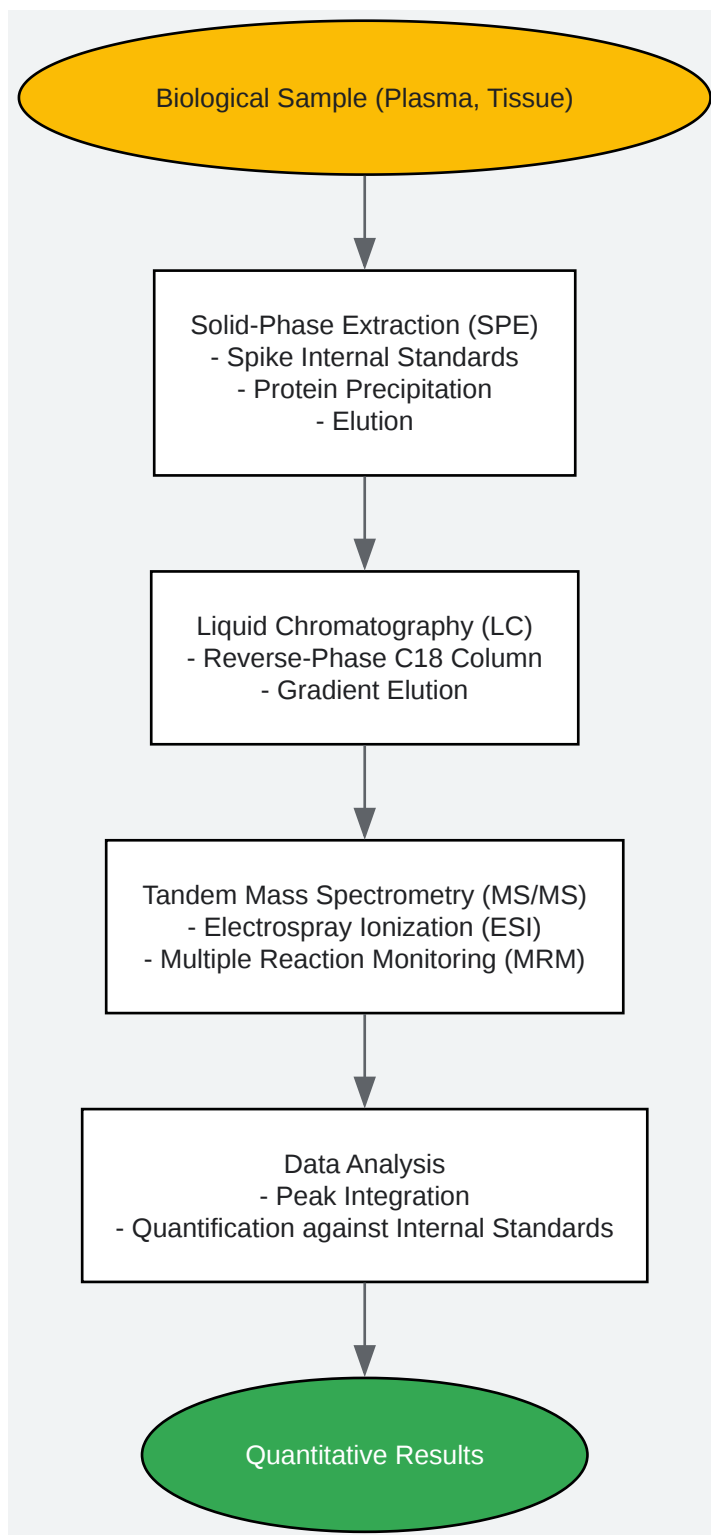 Biological Sample (Plasma, Tissue)
Solid-Phase Extraction (SPE)
- Spike Internal Standards
- Protein Precipitation
- Elution
Liquid Chromatography (LC)
- Reverse-Phase C18 Column
- Gradient Elution
Tandem Mass Spectrometry (MS/MS)
- Electrospray Ionization (ESI)
- Multiple Reaction Monitoring (MRM)
Data Analysis
- Peak Integration
- Quantification against Internal Standards
Quantitative Results